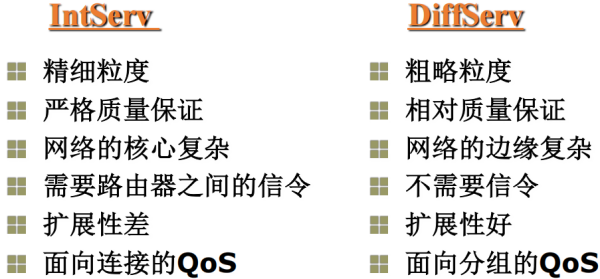 IntServ
精细粒度
严格质量保证
网络的核心复杂
需要路由器之间的信令
扩展性差
面向连接的QoS
DiffServ
粗略粒度
相对质量保证
网络的边缘复杂
不需要信令
扩展性好
面向分组的QoS